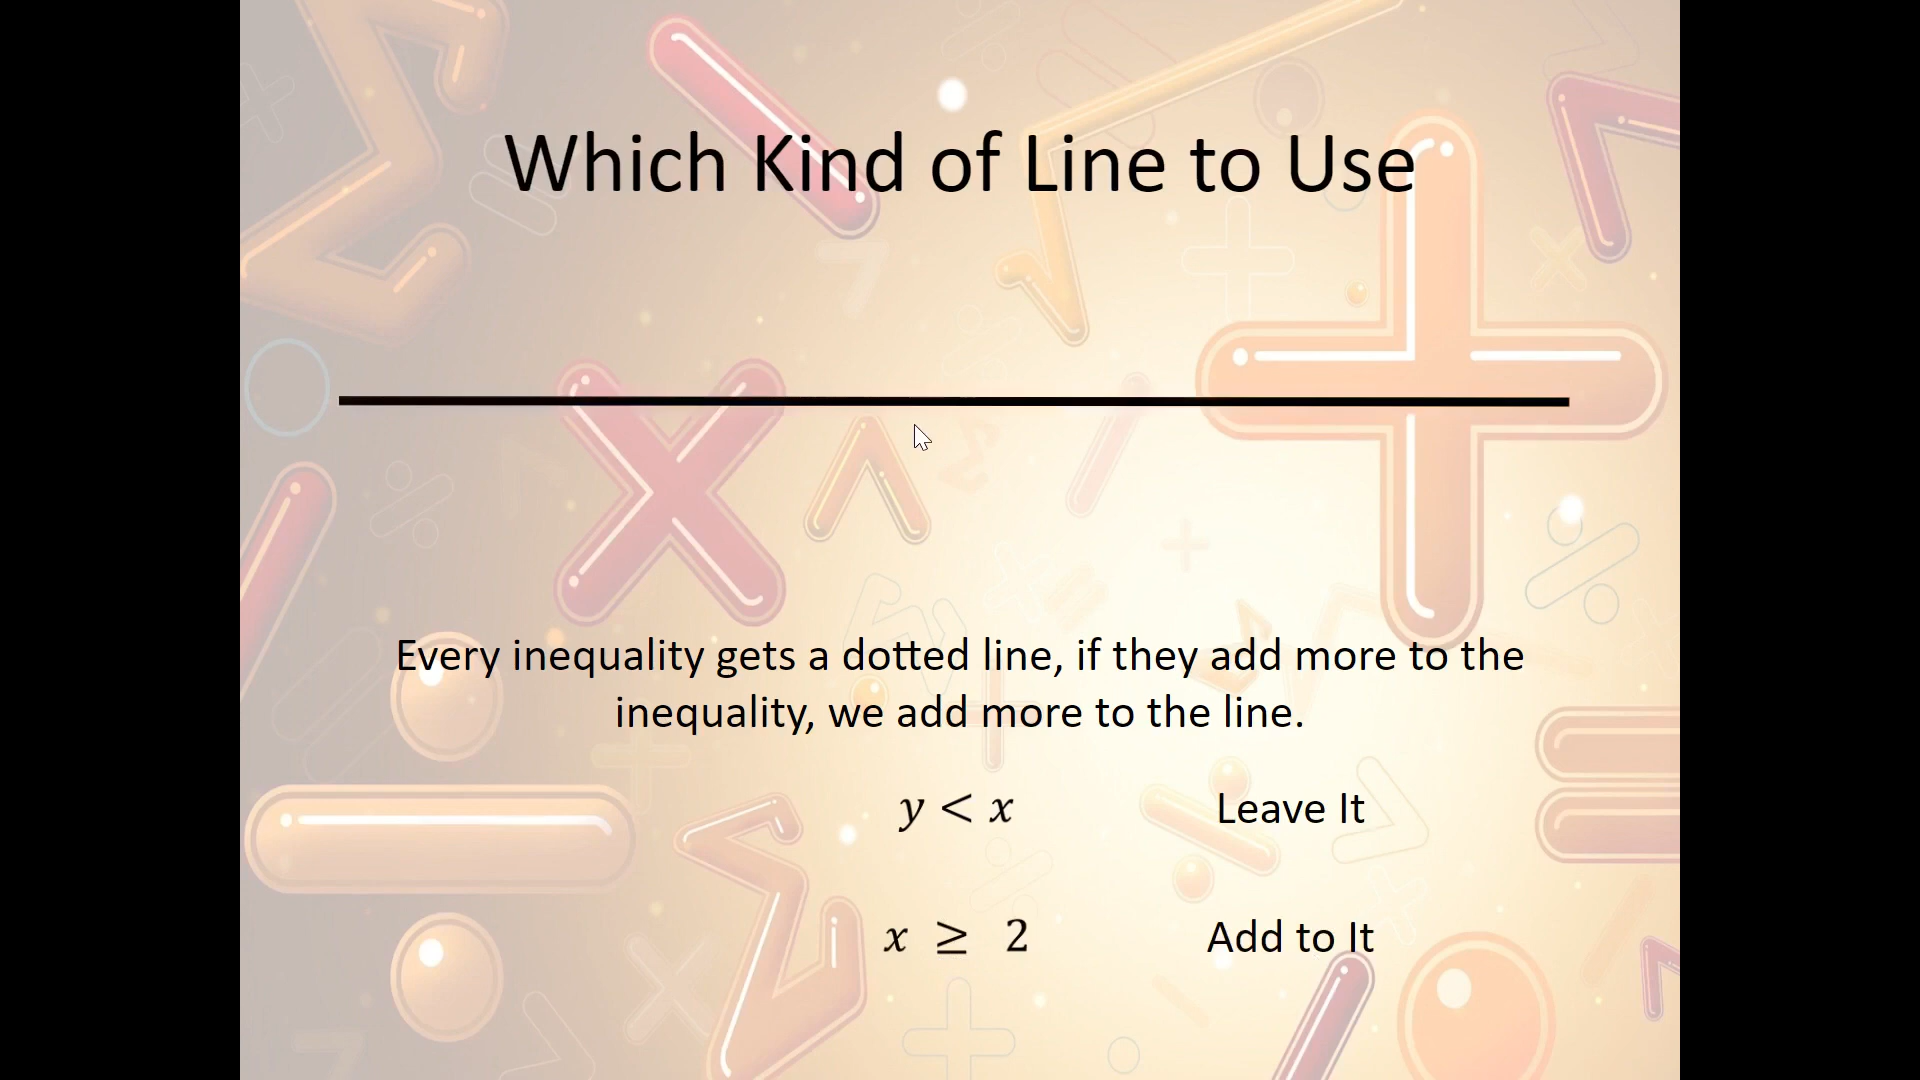 Which Kind of Line to Use
Every inequality gets a dotted line, if they add more to the
inequality, we add more to the line.
y < x Leave It
x ≥ 2 Add to It